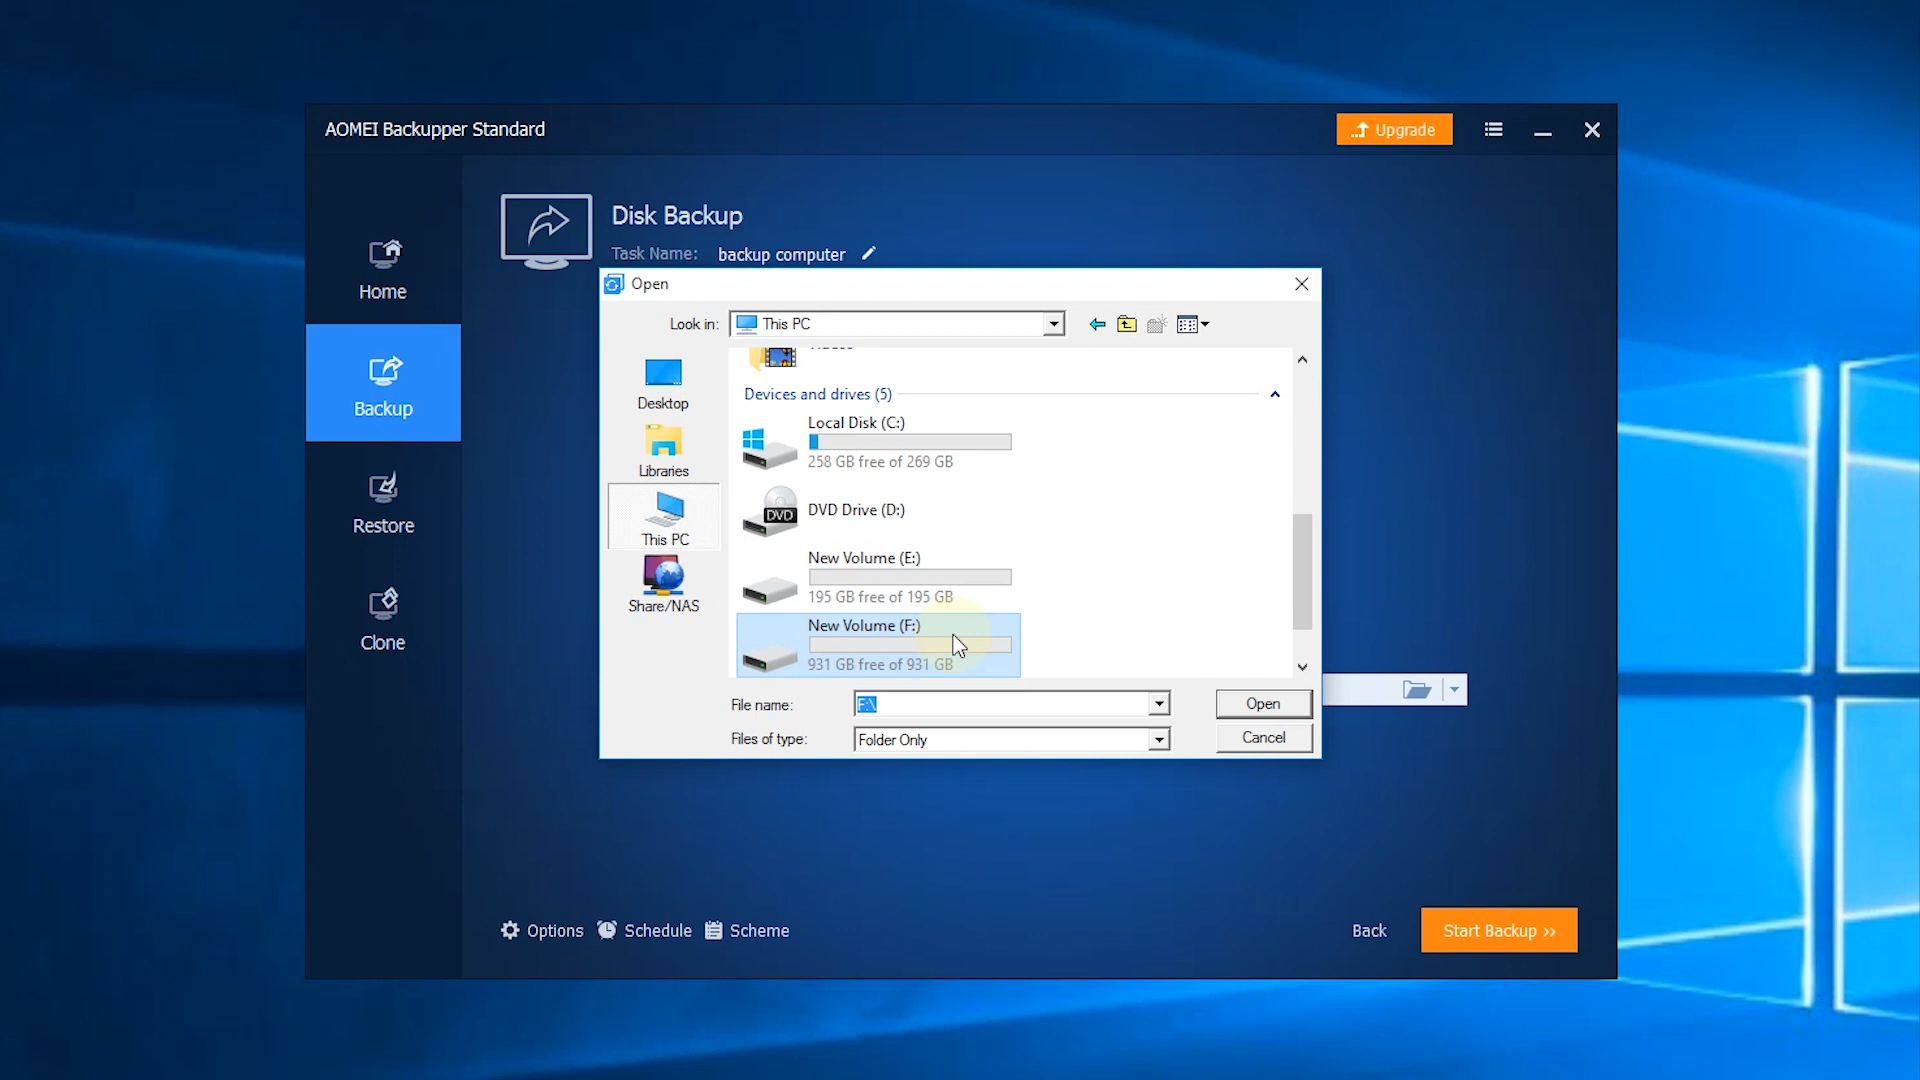 AOMEI Backupper Standard
Upgrade
Home
Backup
Restore
Clone
Disk Backup
Task Name: backup computer
Open
Look in: This PC
Desktop
Libraries
This PC
Share/NAS
Devices and drives (5)
Local Disk (C:)
258 GB free of 269 GB
DVD
DVD Drive (D:)
New Volume (E:)
195 GB free of 195 GB
New Volume (F:)
931 GB free of 931 GB
File name: F:\
Open
Files of type: Folder Only
Cancel
Options Schedule Scheme
Back
Start Backup >>